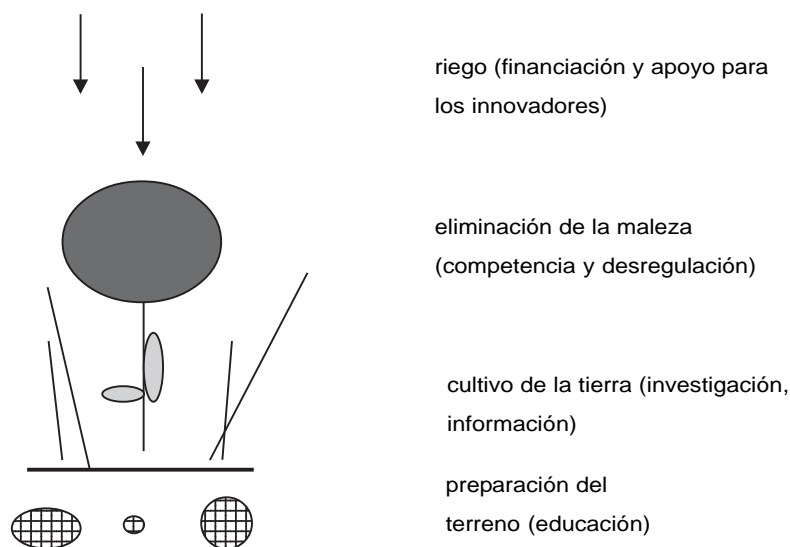 riego (financiación y apoyo para
los innovadores)
eliminación de la maleza
(competencia y desregulación)
cultivo de la tierra (investigación,
información)
preparación del
terreno (educación)